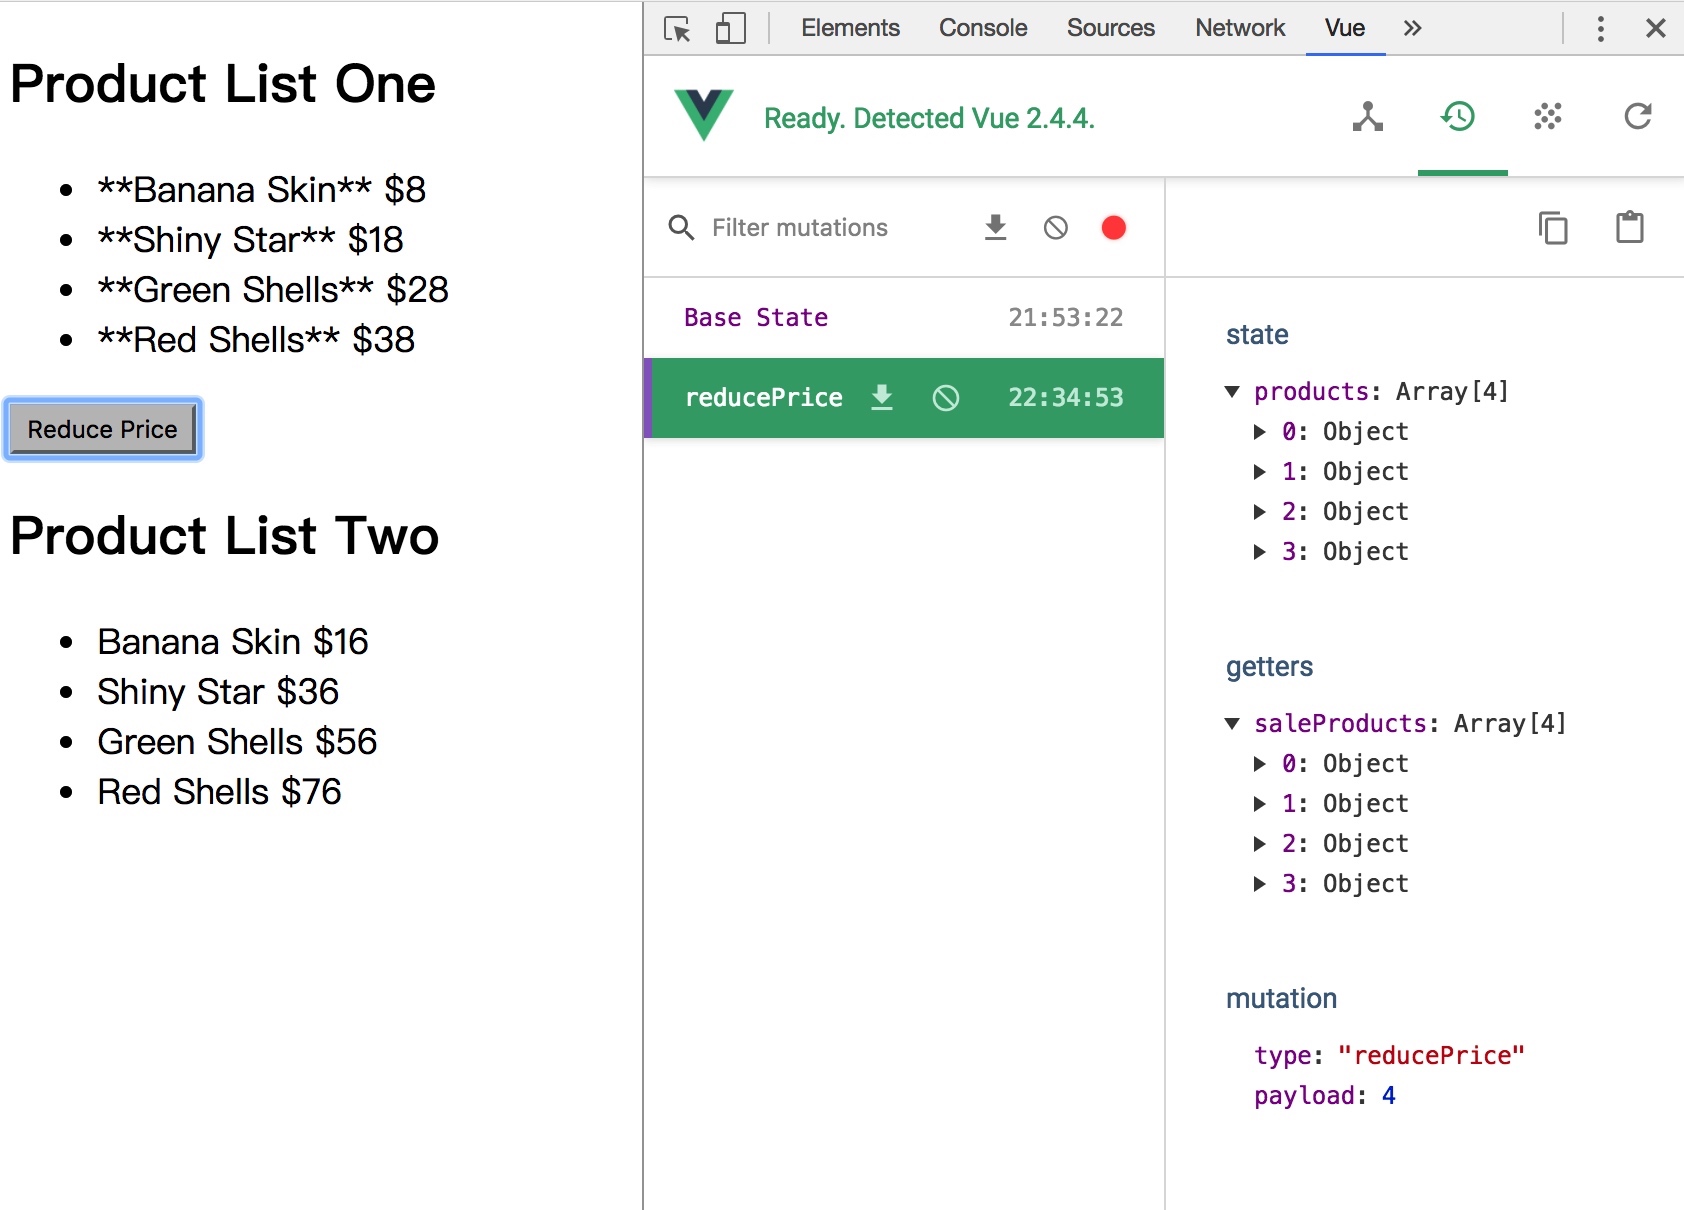 Product List One
**Banana Skin** $8
**Shiny Star** $18
**Green Shells** $28
**Red Shells** $38
Reduce Price
Product List Two
Banana Skin $16
Shiny Star $36
Green Shells $56
Red Shells $76
Elements Console Sources Network Vue
Ready. Detected Vue 2.4.4.
Filter mutations
Base State 21:53:22
reducePrice 22:34:53
state
products: Array[4]
0: Object
1: Object
2: Object
3: Object
getters
saleProducts: Array[4]
0: Object
1: Object
2: Object
3: Object
mutation
type: "reducePrice"
payload: 4